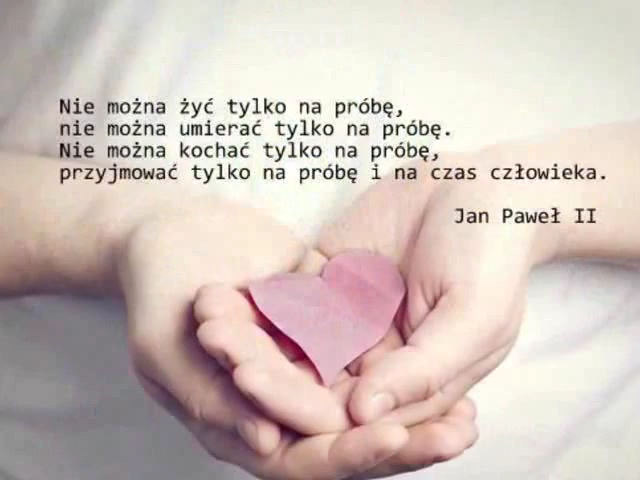 Nie można żyć tylko na próbę,
nie można umierać tylko na próbę.
Nie można kochać tylko na próbę,
przyjmować tylko na próbę i na czas człowieka.
Jan Paweł II